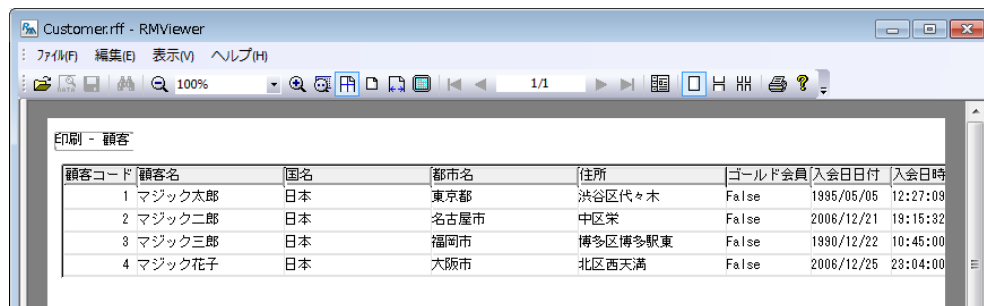 Customer.rff - RMViewer
ファイル(F) 編集(E) 表示(V) ヘルプ(H)
100% 1/1
印刷 - 顧客
顧客コード 顧客名 国名 都市名 住所 ゴールド会員 入会日日付 入会日時
1 マジック太郎 日本 東京都 渋谷区代々木 False 1995/05/05 12:27:09
2 マジック二郎 日本 名古屋市 中区栄 False 2006/12/21 19:15:32
3 マジック三郎 日本 福岡市 博多区博多駅東 False 1990/12/22 10:45:00
4 マジック花子 日本 大阪市 北区西天満 False 2006/12/25 23:04:00